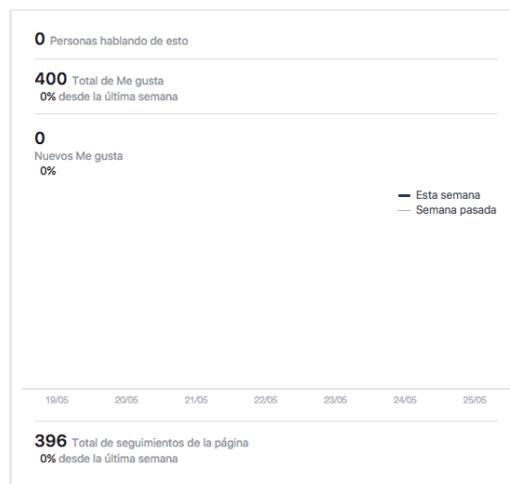 0 Personas hablando de esto
400 Total de Me gusta
0% desde la última semana
0
Nuevos Me gusta
0%
Esta semana
Semana pasada
19/05 20/05 21/05 22/05 23/05 24/05 25/05
396 Total de seguimientos de la página
0% desde la última semana